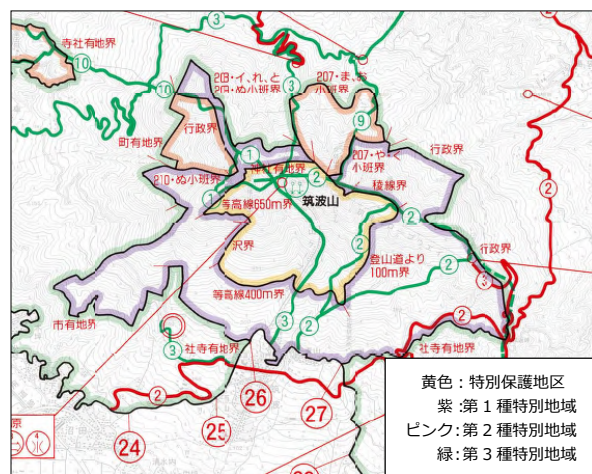 寺社有地界
3
2
10
203・イ、れ、と
209・ぬ小班界
207・ま、お
小班界
3
10
行政界
9
町有地界
1
207・や・く
小班界
行政界
神社有地界
2
210・ぬ小班界
稜線界
2
1
等高線650m界
筑波山
2
沢界
2
登山道より
100m界
行政界
2
3
等高線400m界
市有地界
3
2
2
3
社寺有地界
社寺有地界
2
26
27
24
25
原
黄色：特別保護地区
紫：第１種特別地域
ピンク：第２種特別地域
緑：第３種特別地域